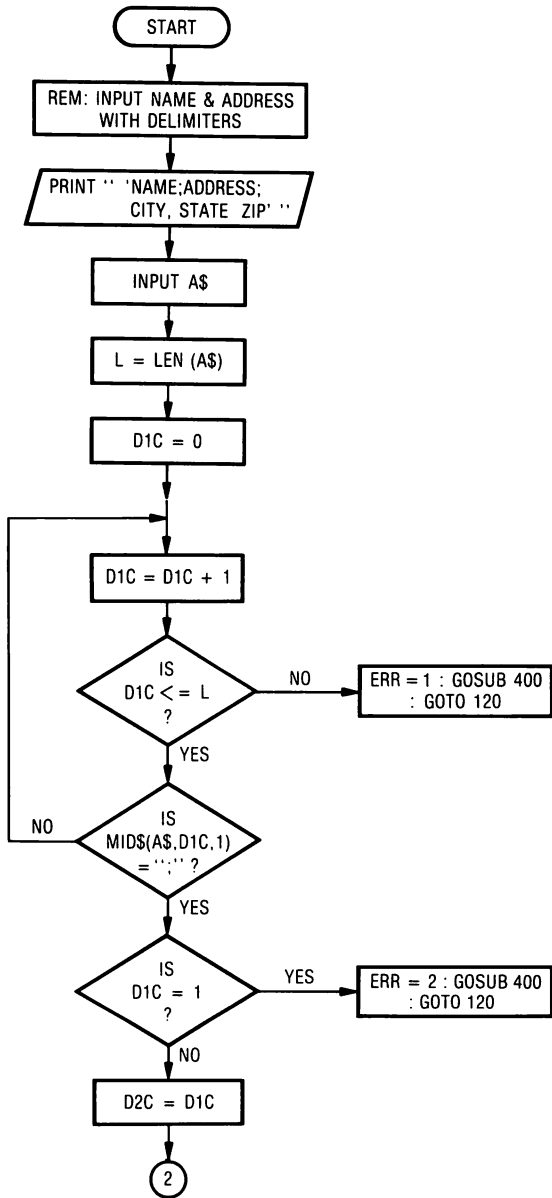 START
REM: INPUT NAME & ADDRESS
WITH DELIMITERS
PRINT “ ‘NAME;ADDRESS;
CITY, STATE ZIP’ ”
INPUT A$
L = LEN (A$)
D1C = 0
D1C = D1C + 1
IS
D1C <= L
?
NO
ERR = 1 : GOSUB 400
: GOTO 120
YES
IS
MID$(A$,D1C,1)
= “;” ?
NO
YES
IS
D1C = 1
?
YES
ERR = 2 : GOSUB 400
: GOTO 120
NO
D2C = D1C
2